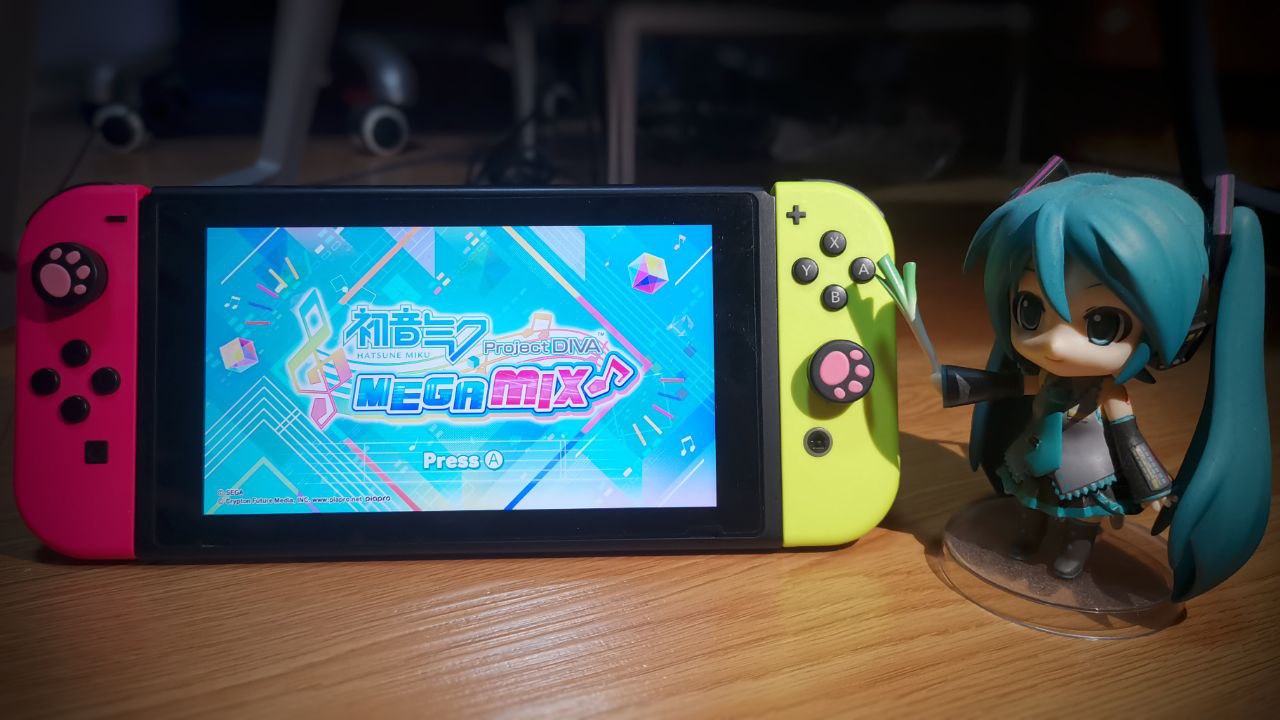 初音ミク
HATSUNE MIKU
Project DIVA™
MEGA MIX
Press A
© SEGA
© Crypton Future Media, INC. www.piapro.net piapro
X
Y
A
B